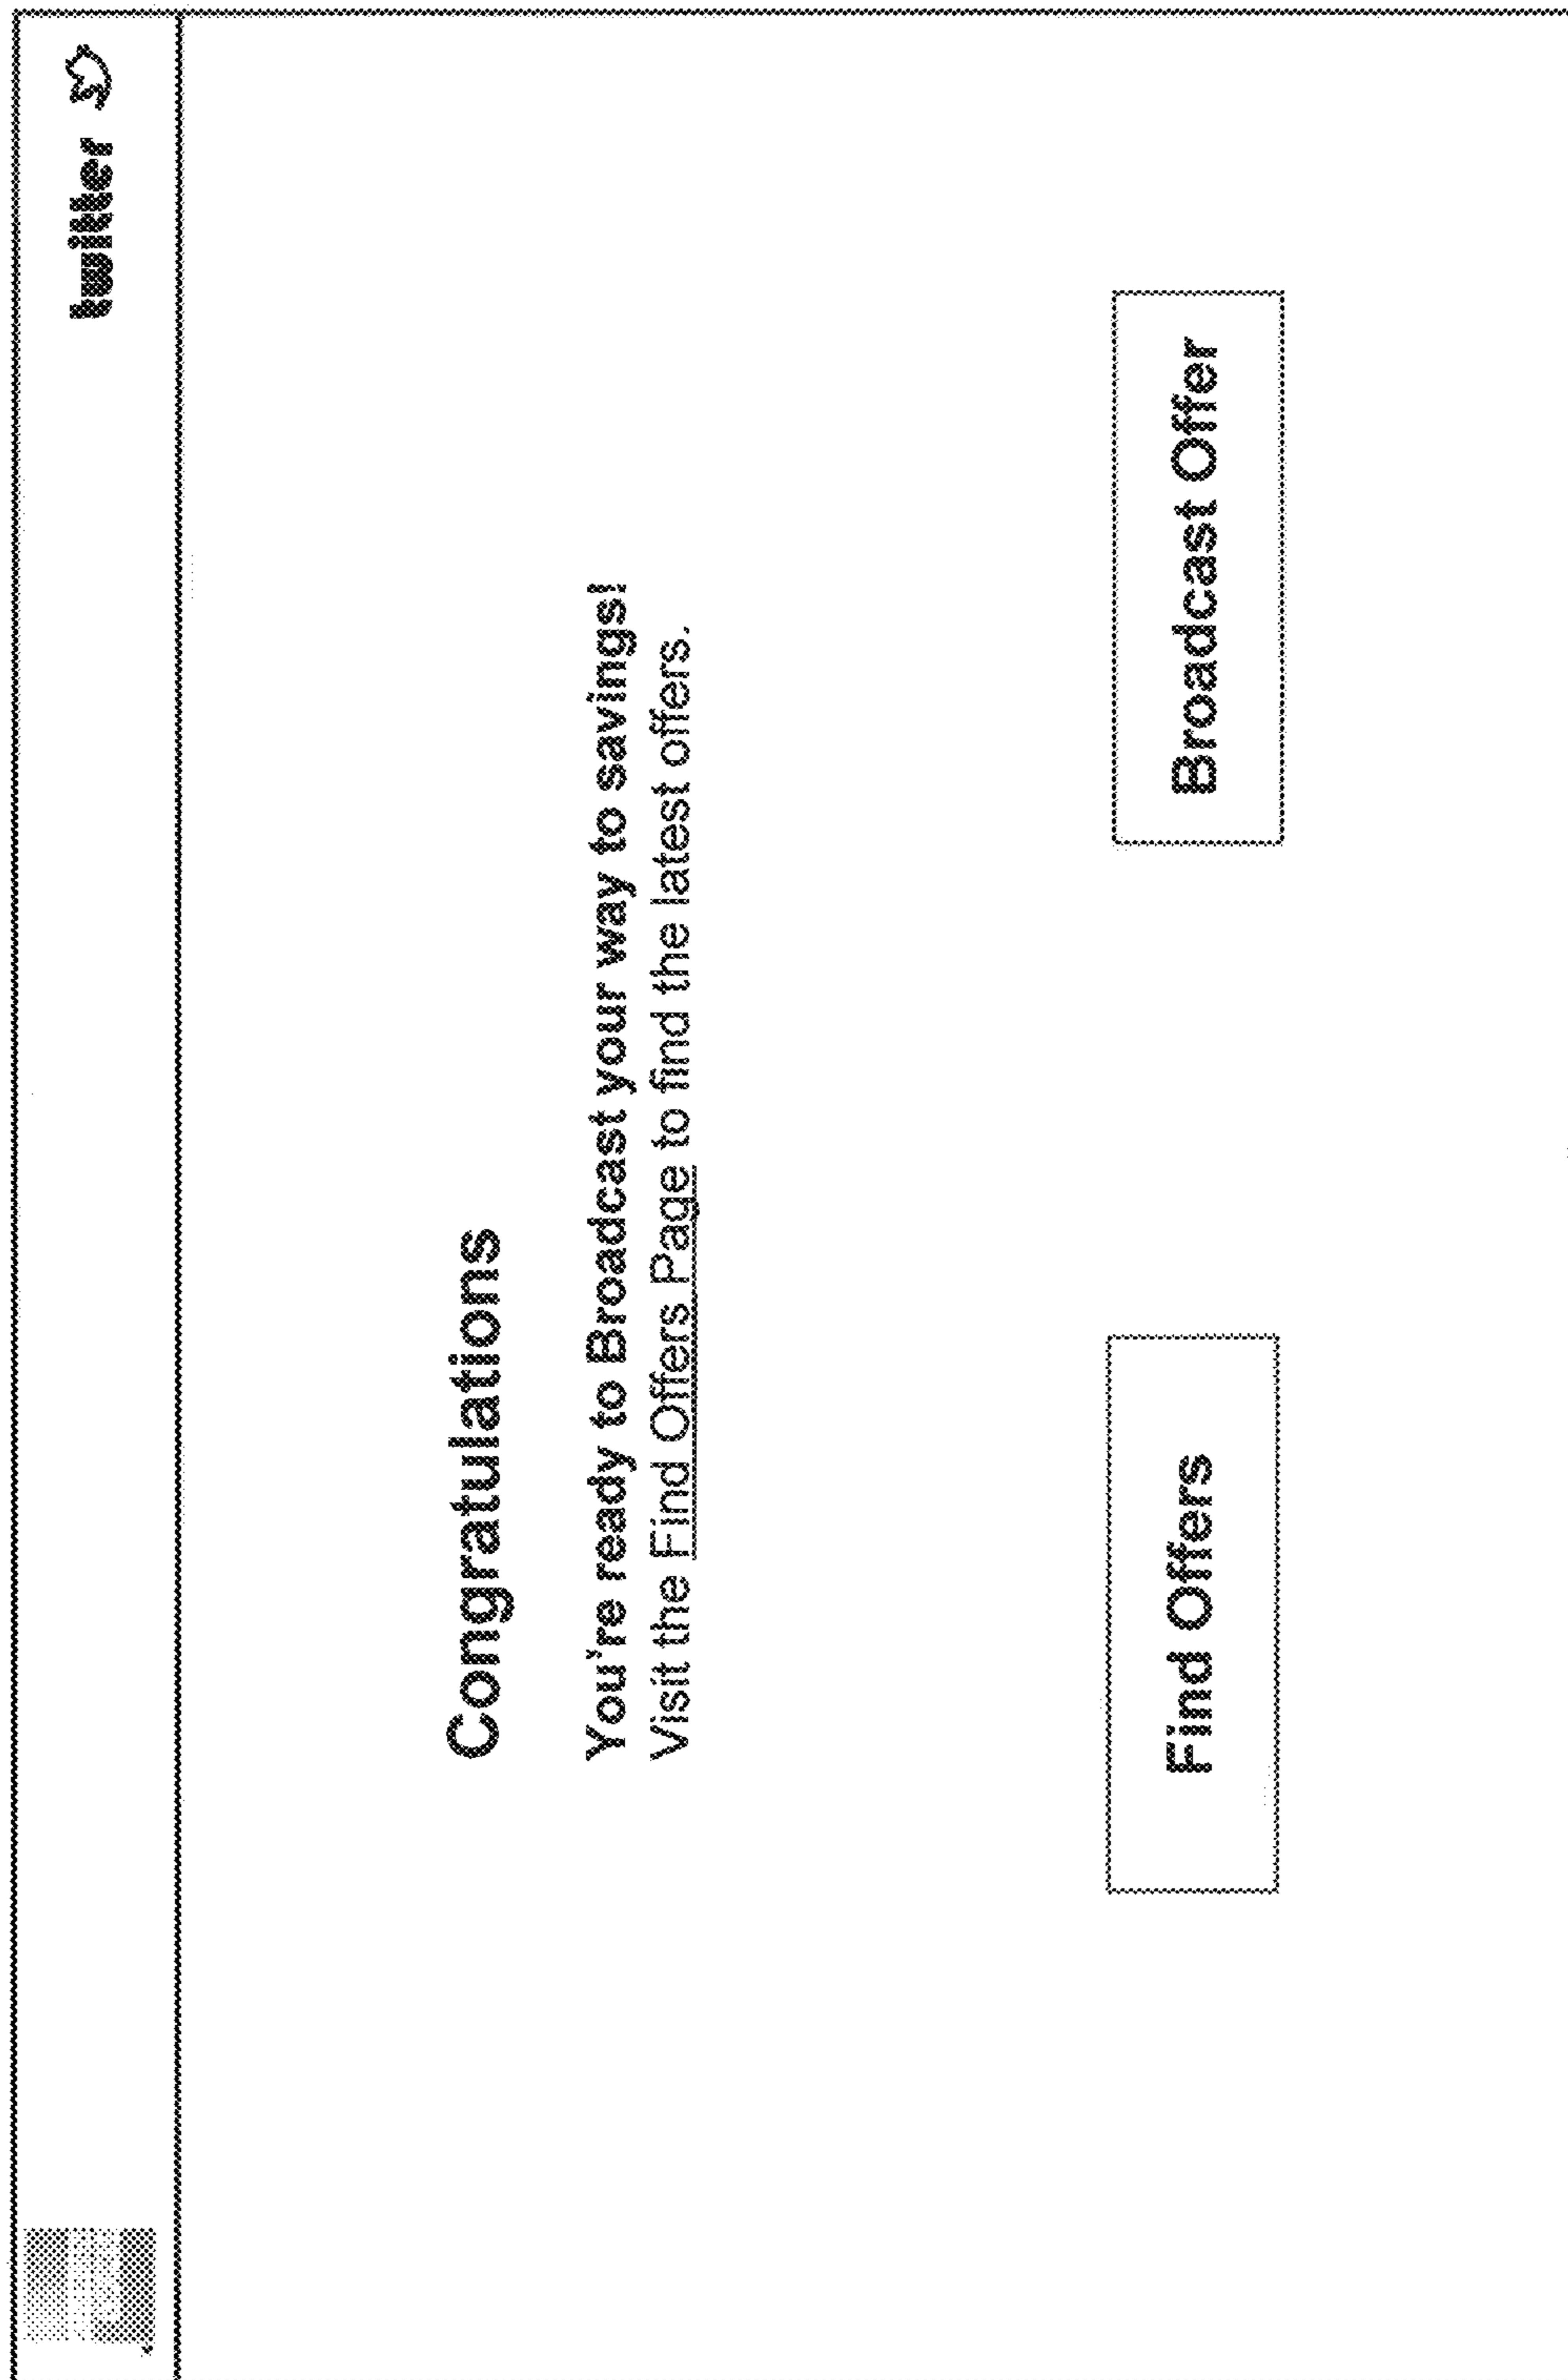 twitter
Congratulations
You're ready to Broadcast your way to savings!
Visit the Find Offers Page to find the latest offers.
Find Offers
Broadcast Offer